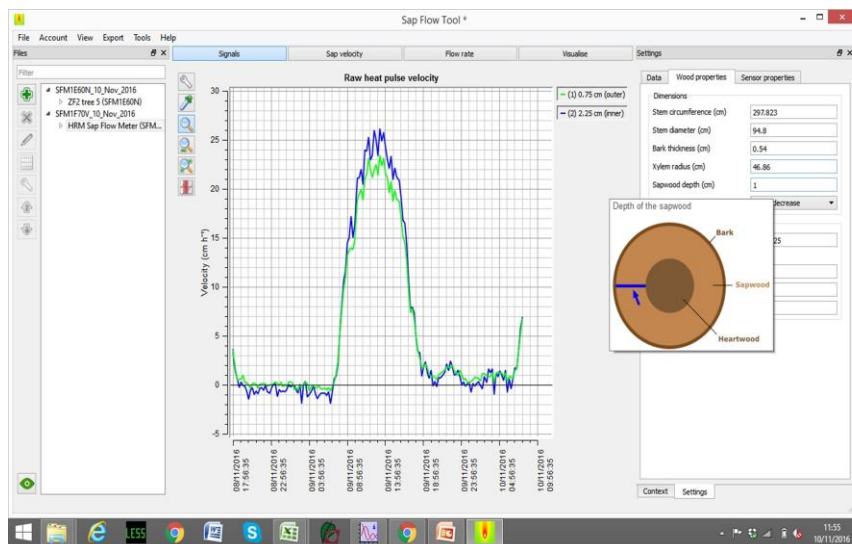 Sap Flow Tool *
File Account View Export Tools Help
Files
Signals
Sap velocity
Flow rate
Visualise
Settings
Filter
SFM1E60N_10_Nov_2016
ZF2 tree 5 (SFM1E60N)
SFM1F70V_10_Nov_2016
HRM Sap Flow Meter (SFM...
Raw heat pulse velocity
(1) 0.75 cm (outer)
(2) 2.25 cm (inner)
Velocity (cm h⁻¹)
30
25
20
15
10
5
0
-5
08/11/2016 17:56:35
08/11/2016 22:56:35
09/11/2016 03:56:35
09/11/2016 08:56:35
09/11/2016 13:56:35
09/11/2016 18:56:35
09/11/2016 23:56:35
10/11/2016 04:56:35
10/11/2016 09:56:35
Data
Wood properties
Sensor properties
Dimensions
Stem circumference (cm) 297.823
Stem diameter (cm) 94.8
Bark thickness (cm) 0.54
Xylem radius (cm) 46.86
Sapwood depth (cm) 1
decrease
25
Depth of the sapwood
Bark
Sapwood
Heartwood
Context
Settings
LESS
11:55
10/11/2016